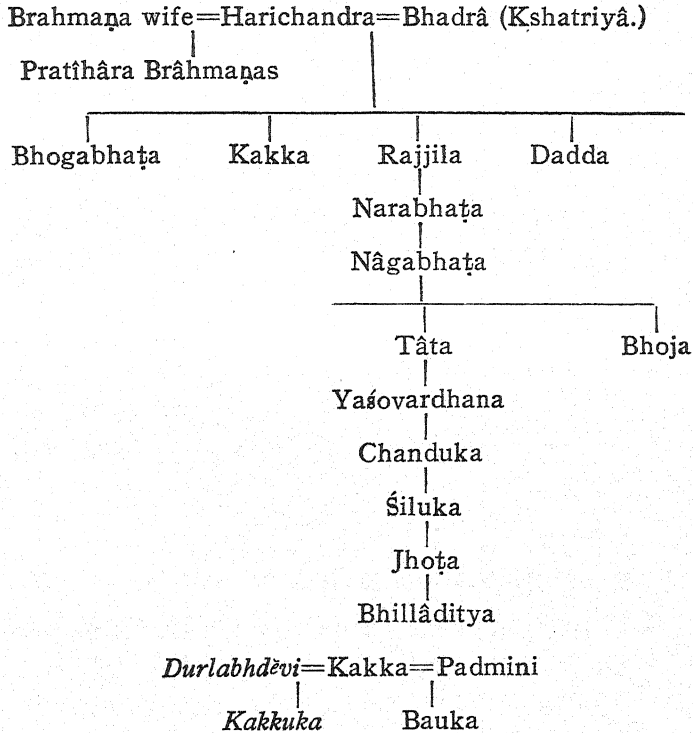 Brahmaṇa wife=Harichandra=Bhadrâ (Kshatriyâ.)
Pratîhâra Brâhmaṇas
Bhogabhaṭa Kakka Rajjila Dadda
Narabhaṭa
Nâgabhaṭa
Tâta Bhoja
Yaśovardhana
Chanduka
Śiluka
Jhoṭa
Bhillâditya
Durlabhdĕvi=Kakka=Padmini
Kakkuka Bauka